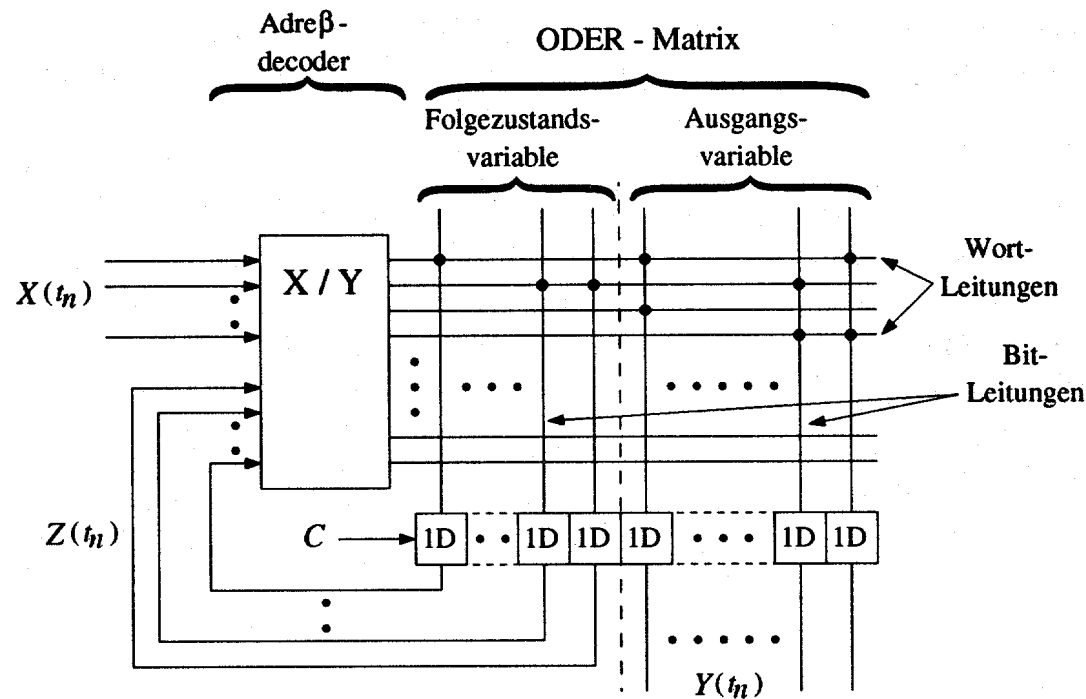 Adreß-
decoder
ODER - Matrix
Folgezustands-
variable
Ausgangs-
variable
X / Y
X(tn)
Wort-
Leitungen
Bit-
Leitungen
Z(tn)
C
1D
1D
1D
1D
1D
1D
Y(tn)